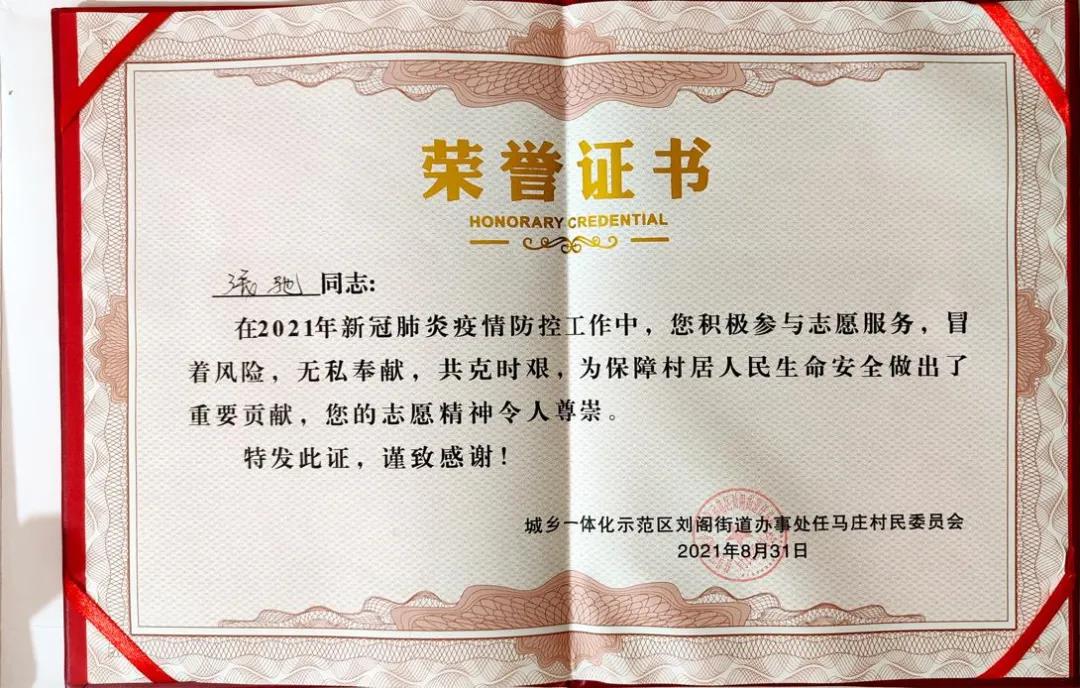 荣誉证书
HONORARY CREDENTIAL
张驰同志:
在2021年新冠肺炎疫情防控工作中，您积极参与志愿服务，冒
着风险，无私奉献，共克时艰，为保障村居人民生命安全做出了
重要贡献，您的志愿精神令人尊崇。
特发此证，谨致感谢！
城乡一体化示范区刘阁街道办事处任马庄村民委员会
2021年8月31日